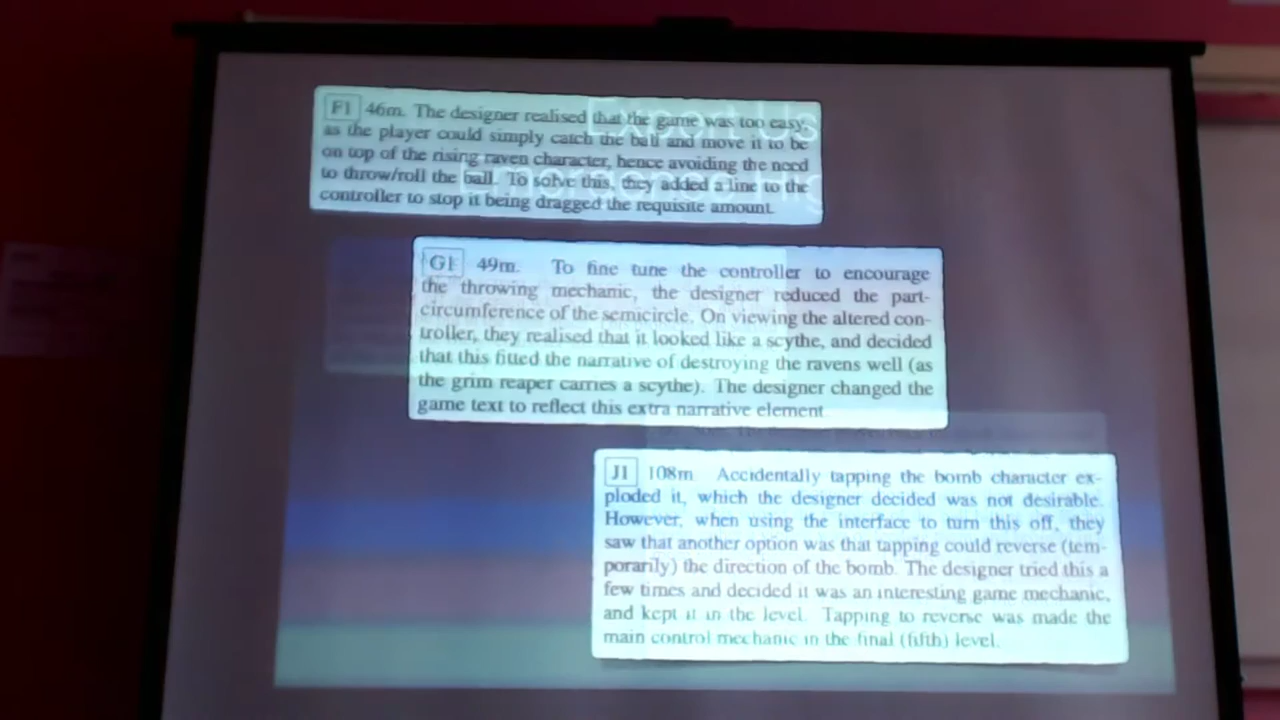 F1 46m. The designer realised that the game was too easy,
as the player could simply catch the ball and move it to be
on top of the rising raven character, hence avoiding the need
to throw/roll the ball. To solve this, they added a line to the
controller to stop it being dragged the requisite amount.
G1 49m. To fine tune the controller to encourage
the throwing mechanic, the designer reduced the part-
circumference of the semicircle. On viewing the altered con-
troller, they realised that it looked like a scythe, and decided
that this fitted the narrative of destroying the ravens well (as
the grim reaper carries a scythe). The designer changed the
game text to reflect this extra narrative element.
J1 108m. Accidentally tapping the bomb character ex-
ploded it, which the designer decided was not desirable.
However, when using the interface to turn this off, they
saw that another option was that tapping could reverse (tem-
porarily) the direction of the bomb. The designer tried this a
few times and decided it was an interesting game mechanic,
and kept it in the level. Tapping to reverse was made the
main control mechanic in the final (fifth) level.